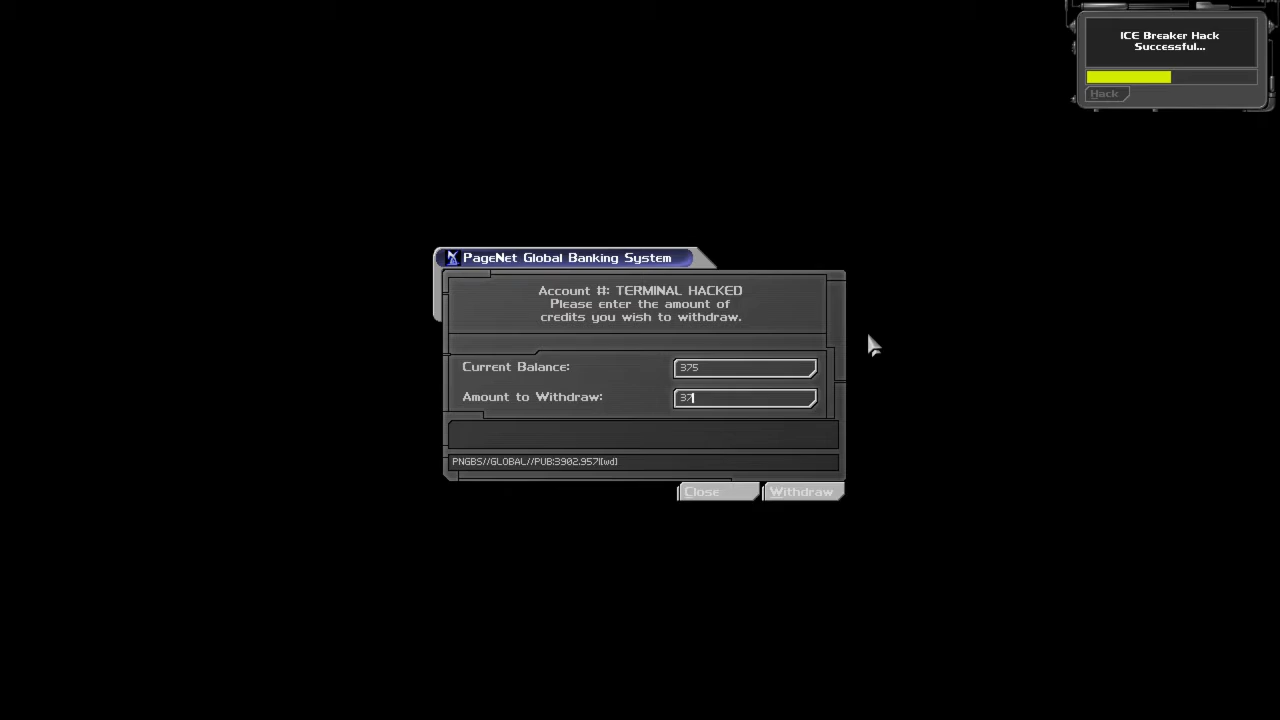 ICE Breaker Hack
Successful...
Hack
PageNet Global Banking System
Account #: TERMINAL HACKED
Please enter the amount of
credits you wish to withdraw.
Current Balance: 375
Amount to Withdraw: 37
PNGBS//GLOBAL//PUB:3902.957![wd]
Close Withdraw